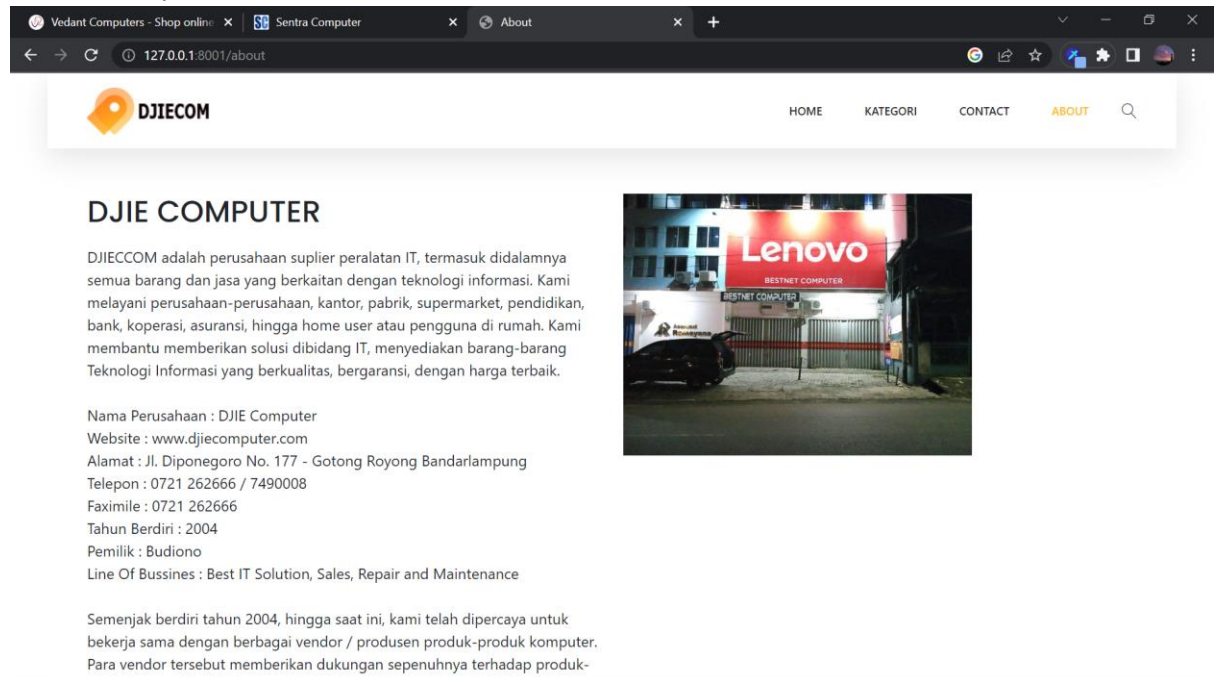 Vedant Computers - Shop online
Sentra Computer
About
127.0.0.1:8001/about
DJIECOM
HOME
KATEGORI
CONTACT
ABOUT
DJIE COMPUTER
DJIECCOM adalah perusahaan suplier peralatan IT, termasuk didalamnya
semua barang dan jasa yang berkaitan dengan teknologi informasi. Kami
melayani perusahaan-perusahaan, kantor, pabrik, supermarket, pendidikan,
bank, koperasi, asuransi, hingga home user atau pengguna di rumah. Kami
membantu memberikan solusi dibidang IT, menyediakan barang-barang
Teknologi Informasi yang berkualitas, bergaransi, dengan harga terbaik.
Nama Perusahaan : DJIE Computer
Website : www.djiecomputer.com
Alamat : Jl. Diponegoro No. 177 - Gotong Royong Bandarlampung
Telepon : 0721 262666 / 7490008
Faximile : 0721 262666
Tahun Berdiri : 2004
Pemilik : Budiono
Line Of Bussines : Best IT Solution, Sales, Repair and Maintenance
Semenjak berdiri tahun 2004, hingga saat ini, kami telah dipercaya untuk
bekerja sama dengan berbagai vendor / produsen produk-produk komputer.
Para vendor tersebut memberikan dukungan sepenuhnya terhadap produk-
Lenovo
BESTNET COMPUTER
BESTNET COMPUTER
Ramayana